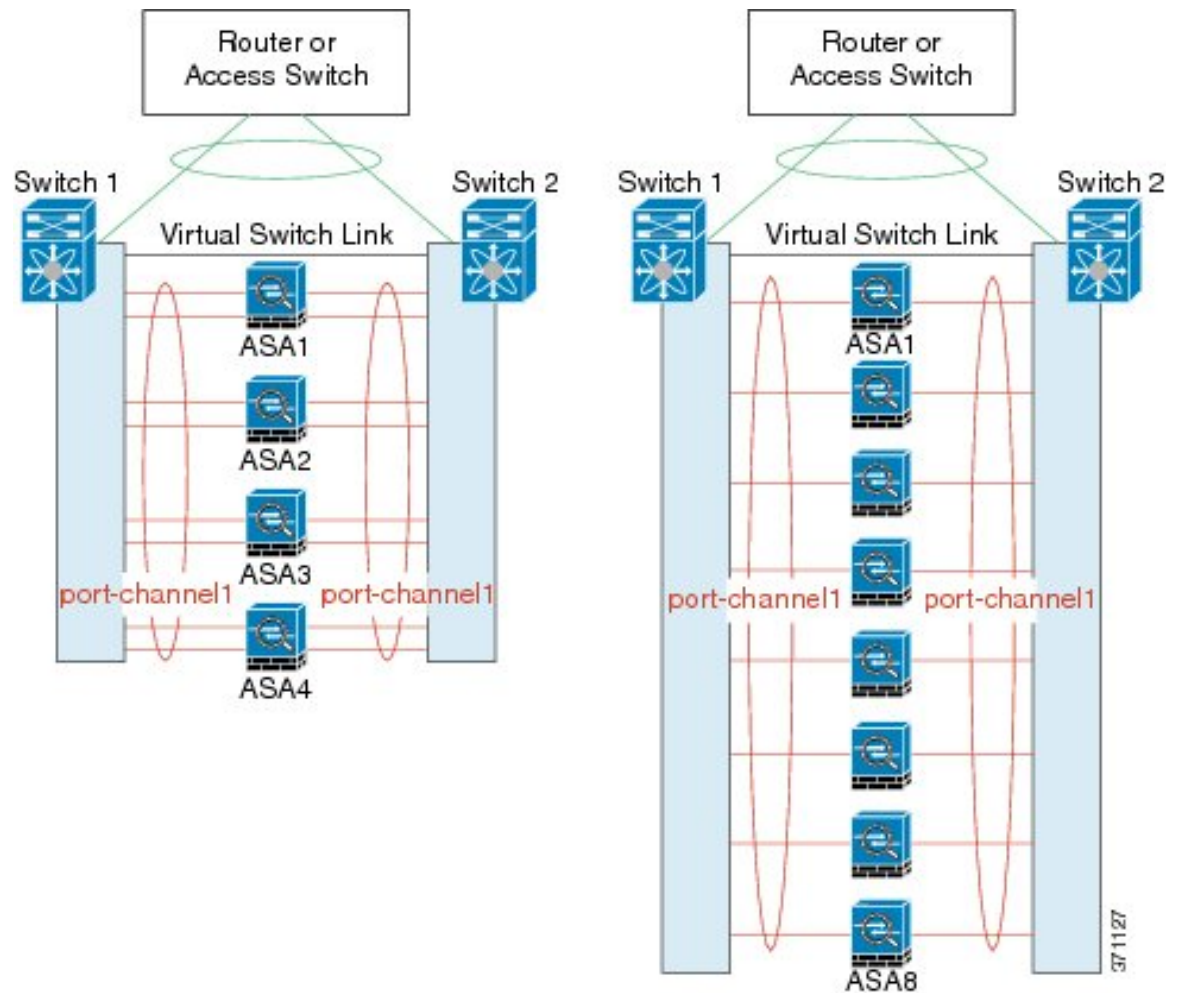 Router or
Access Switch
Switch 1
Switch 2
Virtual Switch Link
ASA1
ASA2
ASA3
port-channel1
port-channel1
ASA4
Router or
Access Switch
Switch 1
Switch 2
Virtual Switch Link
ASA1
port-channel1
port-channel1
ASA8
371127